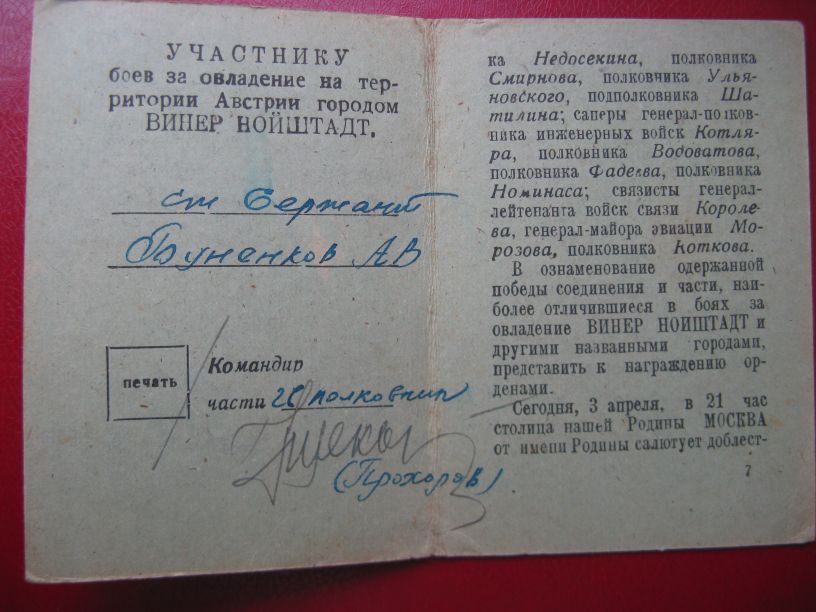 УЧАСТНИКУ
боев за овладение на тер-
ритории Австрии городом
ВИНЕР НОЙШТАДТ.
ст Сержант
Буненков АВ
печать
Командир
части полковник
(Прохоров)
ка Недосекина, полковника
Смирнова, полковника Улья-
новского, подполковника Ша-
тилина; саперы генерал-полков-
ника инженерных войск Котля-
ра, полковника Водоватова,
полковника Фадеева, полковника
Номинаса; связисты генерал-
лейтенанта войск связи Короле-
ва, генерал-майора авиации Мо-
розова, полковника Коткова.
В ознаменование одержанной
победы соединения и части, наи-
более отличившиеся в боях за
овладение ВИНЕР НОЙШТАДТ и
другими названными городами,
представить к награждению ор-
денами.
Сегодня, 3 апреля, в 21 час
столица нашей Родины МОСКВА
от имени Родины салютует доблест-
7